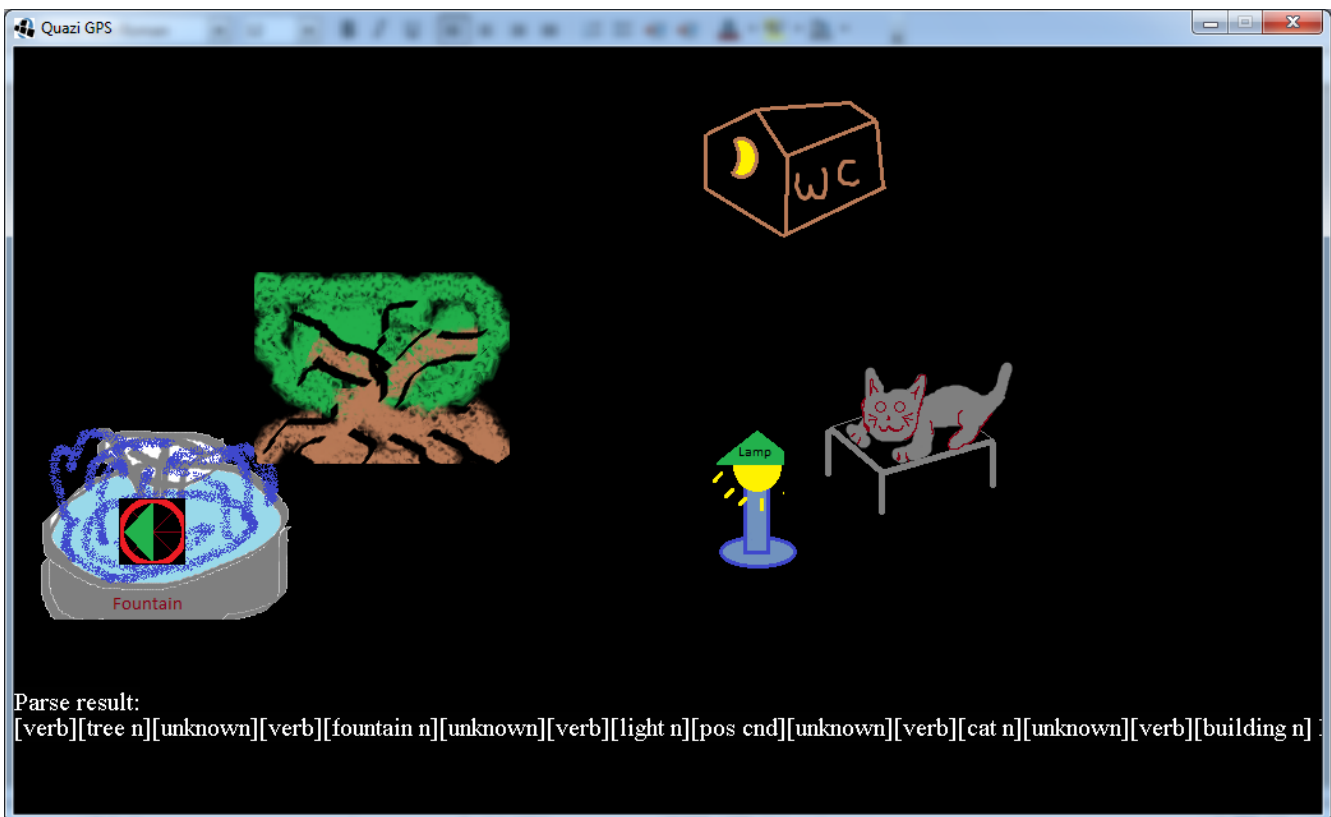 Quazi GPS
WC
Lamp
Fountain
Parse result:
[verb][tree n][unknown][verb][fountain n][unknown][verb][light n][pos cnd][unknown][verb][cat n][unknown][verb][building n]